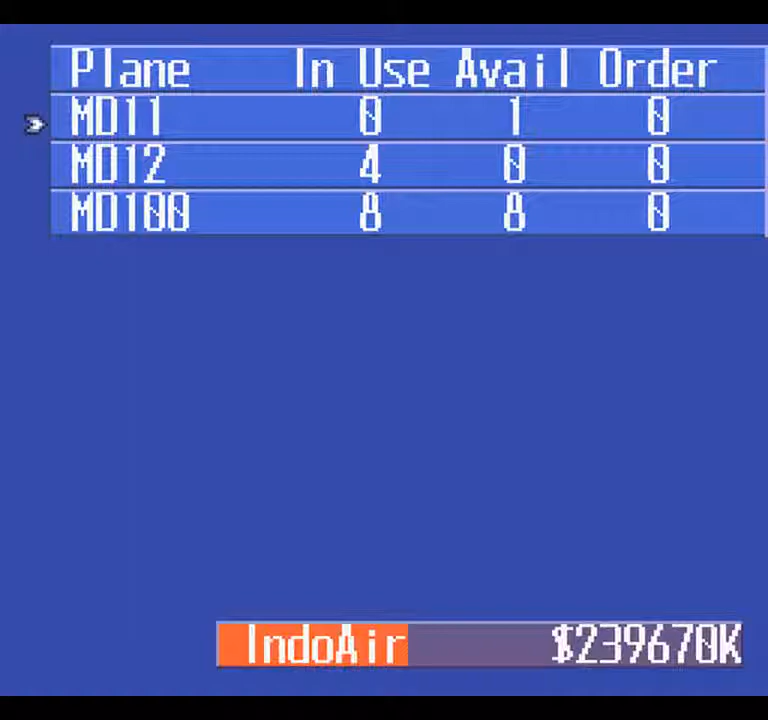 Plane In Use Avail Order
MD11 0 1 0
MD12 4 0 0
MD100 8 8 0
IndoAir $239670K